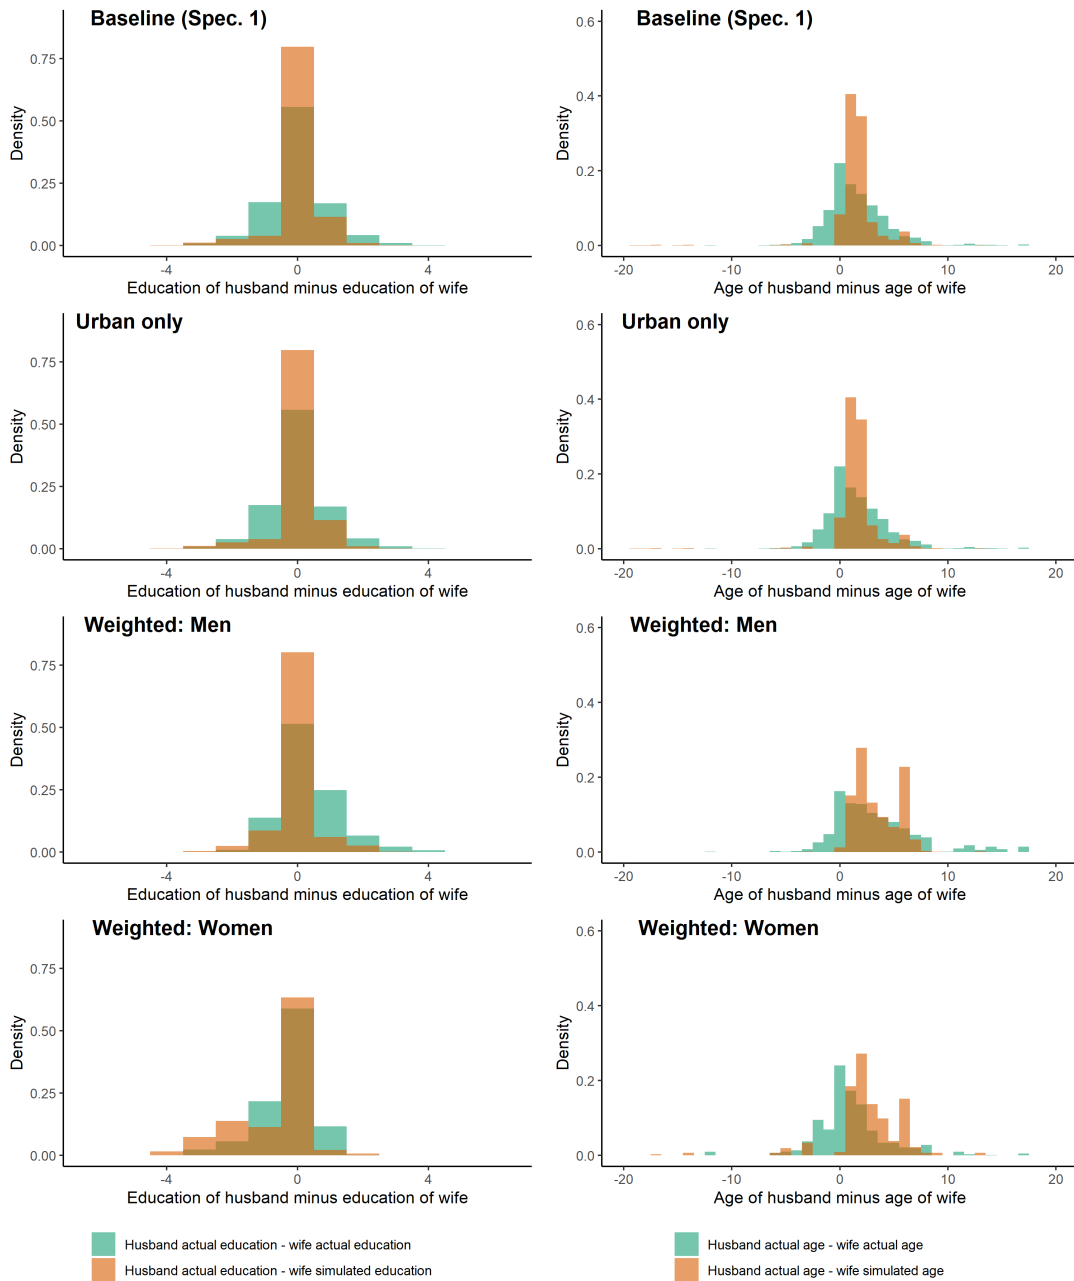 Baseline (Spec. 1)
Density
0.75
0.50
0.25
0.00
-4
0
4
Education of husband minus education of wife
Baseline (Spec. 1)
Density
0.6
0.4
0.2
0.0
-20
-10
0
10
20
Age of husband minus age of wife
Urban only
Density
0.75
0.50
0.25
0.00
-4
0
4
Education of husband minus education of wife
Urban only
Density
0.6
0.4
0.2
0.0
-20
-10
0
10
20
Age of husband minus age of wife
Weighted: Men
Density
0.75
0.50
0.25
0.00
-4
0
4
Education of husband minus education of wife
Weighted: Men
Density
0.6
0.4
0.2
0.0
-20
-10
0
10
20
Age of husband minus age of wife
Weighted: Women
Density
0.75
0.50
0.25
0.00
-4
0
4
Education of husband minus education of wife
Weighted: Women
Density
0.6
0.4
0.2
0.0
-20
-10
0
10
20
Age of husband minus age of wife
Husband actual education - wife actual education
Husband actual education - wife simulated education
Husband actual age - wife actual age
Husband actual age - wife simulated age